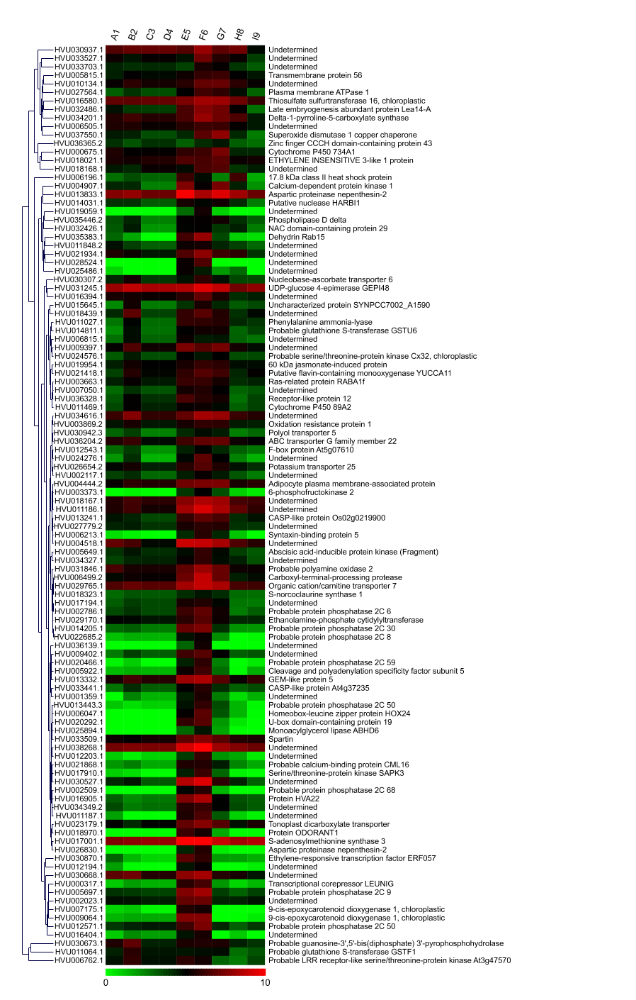 A1 B2 C3 D4 E5 F6 G7 H8 I9
HVU030937.1 Undetermined
HVU033527.1 Undetermined
HVU033703.1 Undetermined
HVU005815.1 Transmembrane protein 56
HVU010134.1 Undetermined
HVU027564.1 Plasma membrane ATPase 1
HVU016580.1 Thiosulfate sulfurtransferase 16, chloroplastic
HVU032486.1 Late embryogenesis abundant protein Lea14-A
HVU034201.1 Delta-1-pyrroline-5-carboxylate synthase
HVU006505.1 Undetermined
HVU037550.1 Superoxide dismutase 1 copper chaperone
HVU036365.2 Zinc finger CCCH domain-containing protein 43
HVU000675.1 Cytochrome P450 734A1
HVU018021.1 ETHYLENE INSENSITIVE 3-like 1 protein
HVU018168.1 Undetermined
HVU006196.1 17.8 kDa class II heat shock protein
HVU004907.1 Calcium-dependent protein kinase 1
HVU013833.1 Aspartic proteinase nepenthesin-2
HVU014031.1 Putative nuclease HARBI1
HVU019059.1 Undetermined
HVU035446.2 Phospholipase D delta
HVU032426.1 NAC domain-containing protein 29
HVU035383.1 Dehydrin Rab15
HVU011848.2 Undetermined
HVU021934.1 Undetermined
HVU028524.1 Undetermined
HVU025486.1 Undetermined
HVU030307.2 Nucleobase-ascorbate transporter 6
HVU031245.1 UDP-glucose 4-epimerase GEPI48
HVU016394.1 Undetermined
HVU015645.1 Uncharacterized protein SYNPCC7002_A1590
HVU018439.1 Undetermined
HVU011027.1 Phenylalanine ammonia-lyase
HVU014811.1 Probable glutathione S-transferase GSTU6
HVU006815.1 Undetermined
HVU009397.1 Undetermined
HVU024576.1 Probable serine/threonine-protein kinase Cx32, chloroplastic
HVU019954.1 60 kDa jasmonate-induced protein
HVU021418.1 Putative flavin-containing monooxygenase YUCCA11
HVU003663.1 Ras-related protein RABA1f
HVU007050.1 Undetermined
HVU036328.1 Receptor-like protein 12
HVU011469.1 Cytochrome P450 89A2
HVU034616.1 Undetermined
HVU003869.2 Oxidation resistance protein 1
HVU030942.3 Polyol transporter 5
HVU036204.2 ABC transporter G family member 22
HVU012543.1 F-box protein At5g07610
HVU024276.1 Undetermined
HVU026654.2 Potassium transporter 25
HVU002117.1 Undetermined
HVU004444.2 Adipocyte plasma membrane-associated protein
HVU003373.1 6-phosphofructokinase 2
HVU018167.1 Undetermined
HVU011186.1 Undetermined
HVU013241.1 CASP-like protein Os02g0219900
HVU027779.2 Undetermined
HVU006213.1 Syntaxin-binding protein 5
HVU004518.1 Undetermined
HVU005649.1 Abscisic acid-inducible protein kinase (Fragment)
HVU034327.1 Undetermined
HVU031846.1 Probable polyamine oxidase 2
HVU006499.2 Carboxyl-terminal-processing protease
HVU029765.1 Organic cation/carnitine transporter 7
HVU018323.1 S-norcoclaurine synthase 1
HVU017194.1 Undetermined
HVU002786.1 Probable protein phosphatase 2C 6
HVU029170.1 Ethanolamine-phosphate cytidylyltransferase
HVU014205.1 Probable protein phosphatase 2C 30
HVU022685.2 Probable protein phosphatase 2C 8
HVU036139.1 Undetermined
HVU009402.1 Undetermined
HVU020466.1 Probable protein phosphatase 2C 59
HVU005922.1 Cleavage and polyadenylation specificity factor subunit 5
HVU013332.1 GEM-like protein 5
HVU033441.1 CASP-like protein At4g37235
HVU001359.1 Undetermined
HVU013443.3 Probable protein phosphatase 2C 50
HVU006047.1 Homeobox-leucine zipper protein HOX24
HVU020292.1 U-box domain-containing protein 19
HVU025894.1 Monoacylglycerol lipase ABHD6
HVU033509.1 Spartin
HVU038268.1 Undetermined
HVU012203.1 Undetermined
HVU021868.1 Probable calcium-binding protein CML16
HVU017910.1 Serine/threonine-protein kinase SAPK3
HVU030527.1 Undetermined
HVU002509.1 Probable protein phosphatase 2C 68
HVU016905.1 Protein HVA22
HVU034349.2 Undetermined
HVU011187.1 Undetermined
HVU023179.1 Tonoplast dicarboxylate transporter
HVU018970.1 Protein ODORANT1
HVU017001.1 S-adenosylmethionine synthase 3
HVU026830.1 Aspartic proteinase nepenthesin-2
HVU030870.1 Ethylene-responsive transcription factor ERF057
HVU012194.1 Undetermined
HVU030668.1 Undetermined
HVU000317.1 Transcriptional corepressor LEUNIG
HVU005697.1 Probable protein phosphatase 2C 9
HVU002023.1 Undetermined
HVU007175.1 9-cis-epoxycarotenoid dioxygenase 1, chloroplastic
HVU009064.1 9-cis-epoxycarotenoid dioxygenase 1, chloroplastic
HVU012571.1 Probable protein phosphatase 2C 50
HVU016404.1 Undetermined
HVU030673.1 Probable guanosine-3',5'-bis(diphosphate) 3'-pyrophosphohydrolase
HVU011064.1 Probable glutathione S-transferase GSTF1
HVU006762.1 Probable LRR receptor-like serine/threonine-protein kinase At3g47570
0 10